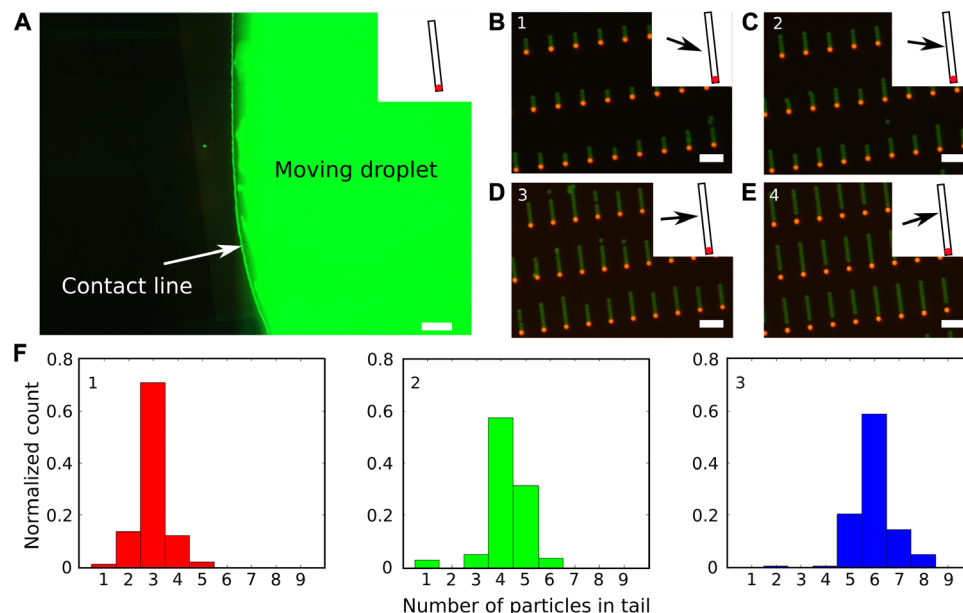 A
Moving droplet
Contact line
B
1
C
2
D
3
E
4
F
Normalized count
0.8
0.6
0.4
0.2
0
1
1 2 3 4 5 6 7 8 9
0.8
0.6
0.4
0.2
0
2
1 2 3 4 5 6 7 8 9
0.8
0.6
0.4
0.2
0
3
1 2 3 4 5 6 7 8 9
Number of particles in tail